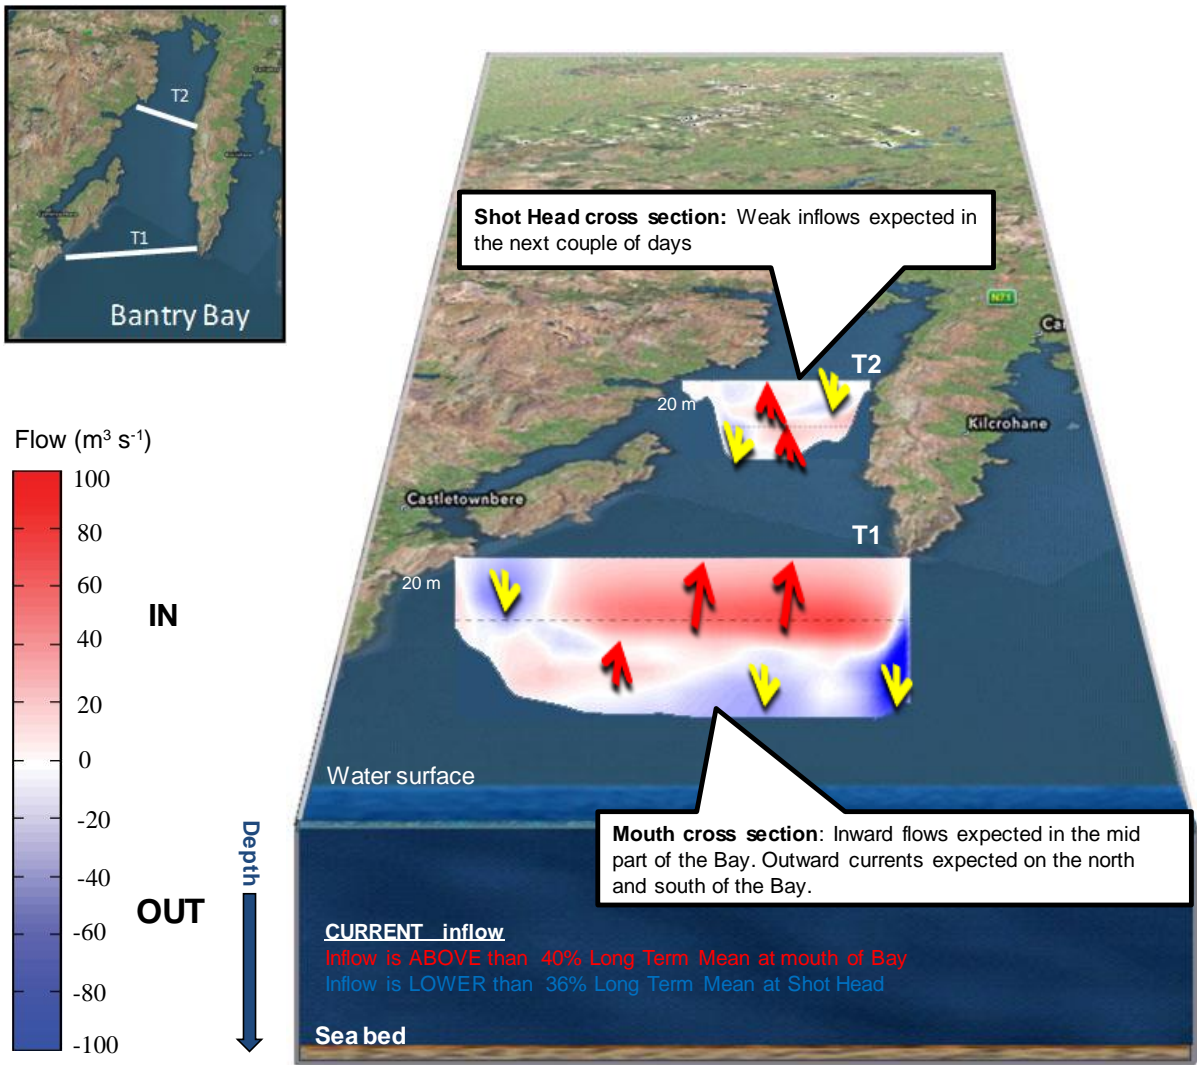 T2
T1
Bantry Bay
Shot Head cross section: Weak inflows expected in
the next couple of days
N71
T2
20 m
Kilcrohane
Flow (m³ s⁻¹)
100
80
60
40
20
0
-20
-40
-60
-80
-100
IN
OUT
Castletownbere
T1
20 m
Water surface
Depth
Mouth cross section: Inward flows expected in the mid
part of the Bay. Outward currents expected on the north
and south of the Bay.
CURRENT inflow
Inflow is ABOVE than 40% Long Term Mean at mouth of Bay
Inflow is LOWER than 36% Long Term Mean at Shot Head
Sea bed